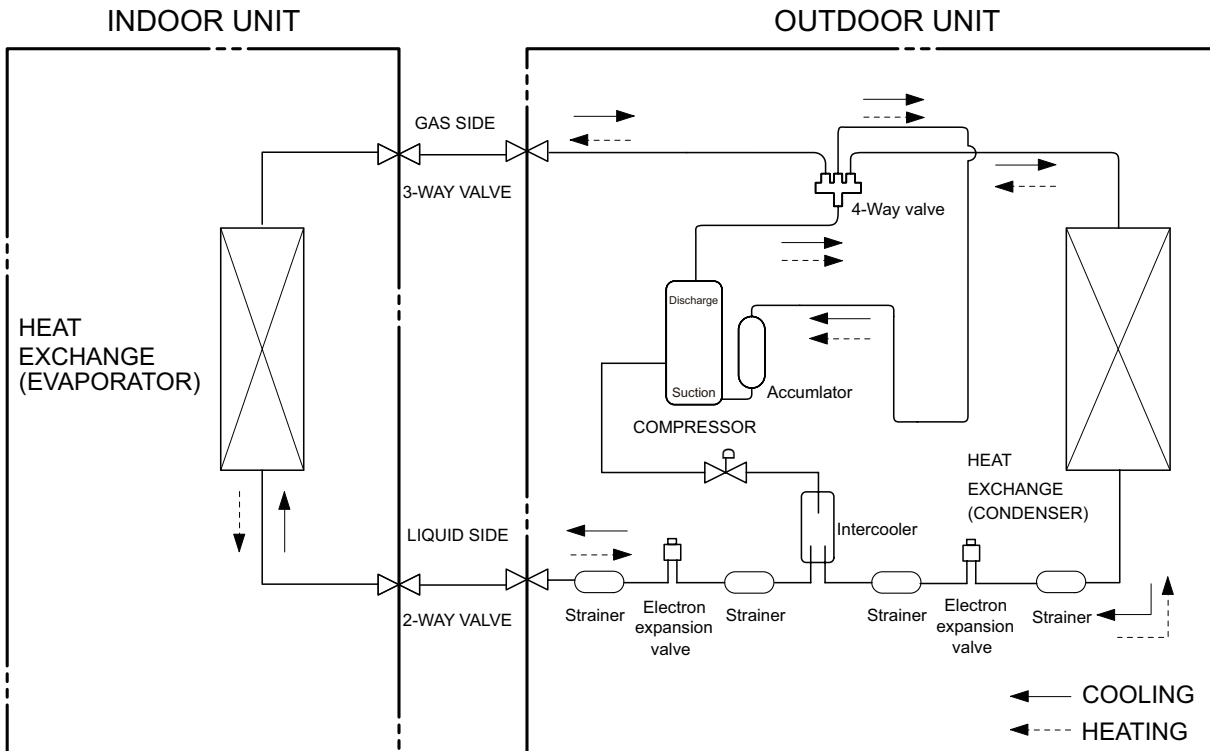 INDOOR UNIT
OUTDOOR UNIT
GAS SIDE
3-WAY VALVE
4-Way valve
Discharge
Suction
Accumlator
COMPRESSOR
HEAT
EXCHANGE
(EVAPORATOR)
HEAT
EXCHANGE
(CONDENSER)
Intercooler
LIQUID SIDE
2-WAY VALVE
Strainer
Electron
expansion
valve
Strainer
Strainer
Electron
expansion
valve
Strainer
COOLING
HEATING